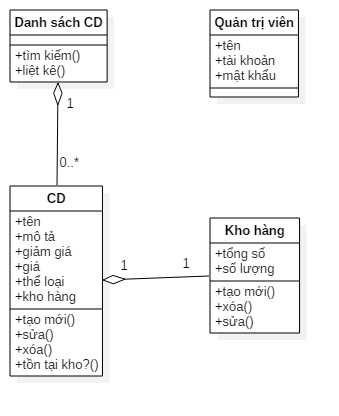 Danh sách CD
+tìm kiếm()
+liệt kê()
Quản trị viên
+tên
+tài khoản
+mật khẩu
1
0..*
CD
+tên
+mô tả
+giảm giá
+giá
+thể loại
+kho hàng
+tạo mới()
+sửa()
+xóa()
+tồn tại kho?()
1
1
Kho hàng
+tổng số
+số lượng
+tạo mới()
+xóa()
+sửa()